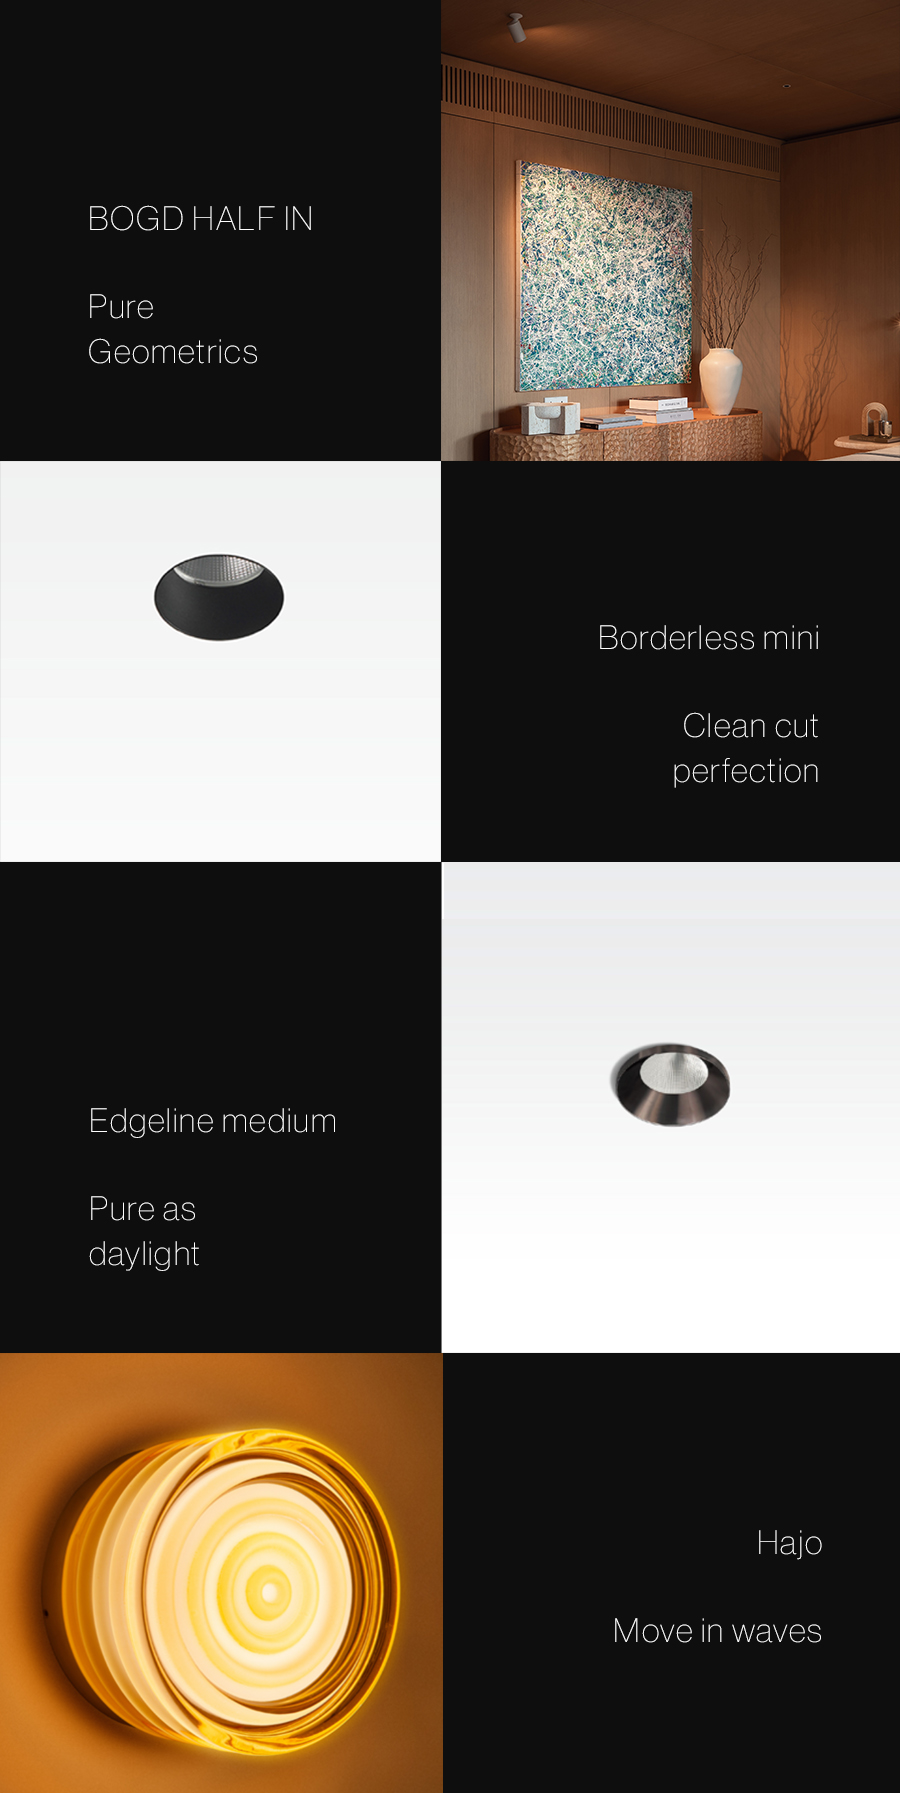 BOGD HALF IN
Pure
Geometrics
Borderless mini
Clean cut
perfection
Edgeline medium
Pure as
daylight
Hajo
Move in waves